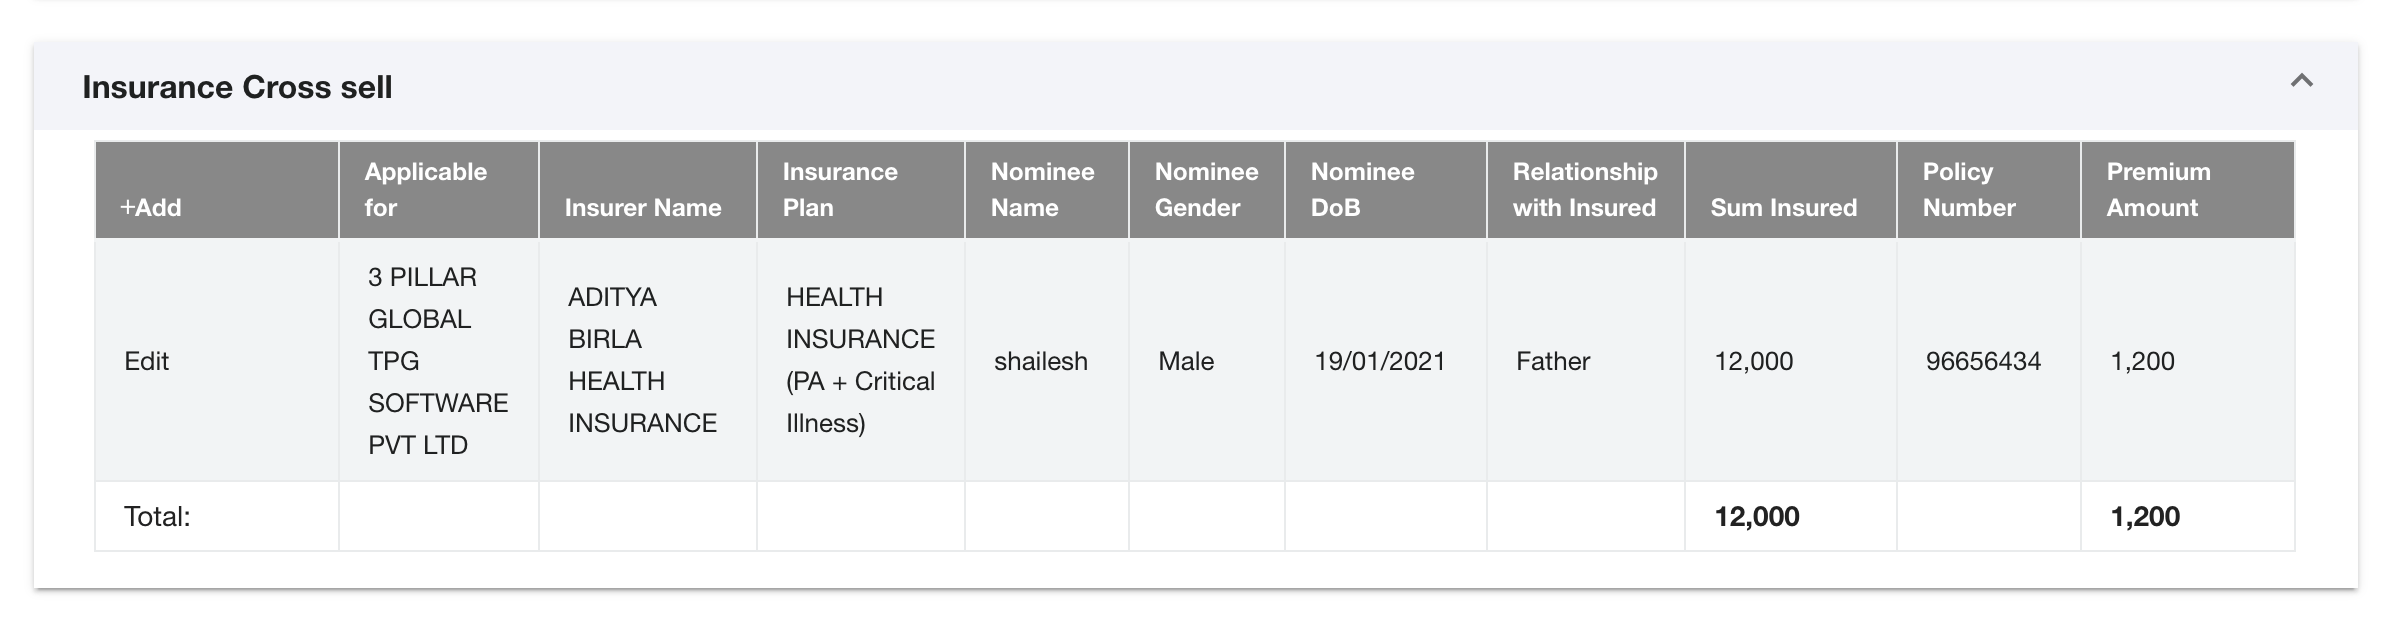 Insurance Cross sell
+Add
Applicable
for
Insurer Name
Insurance
Plan
Nominee
Name
Nominee
Gender
Nominee
DoB
Relationship
with Insured
Sum Insured
Policy
Number
Premium
Amount
Edit
3 PILLAR
GLOBAL
TPG
SOFTWARE
PVT LTD
ADITYA
BIRLA
HEALTH
INSURANCE
HEALTH
INSURANCE
(PA + Critical
Illness)
shailesh
Male
19/01/2021
Father
12,000
96656434
1,200
Total:
12,000
1,200